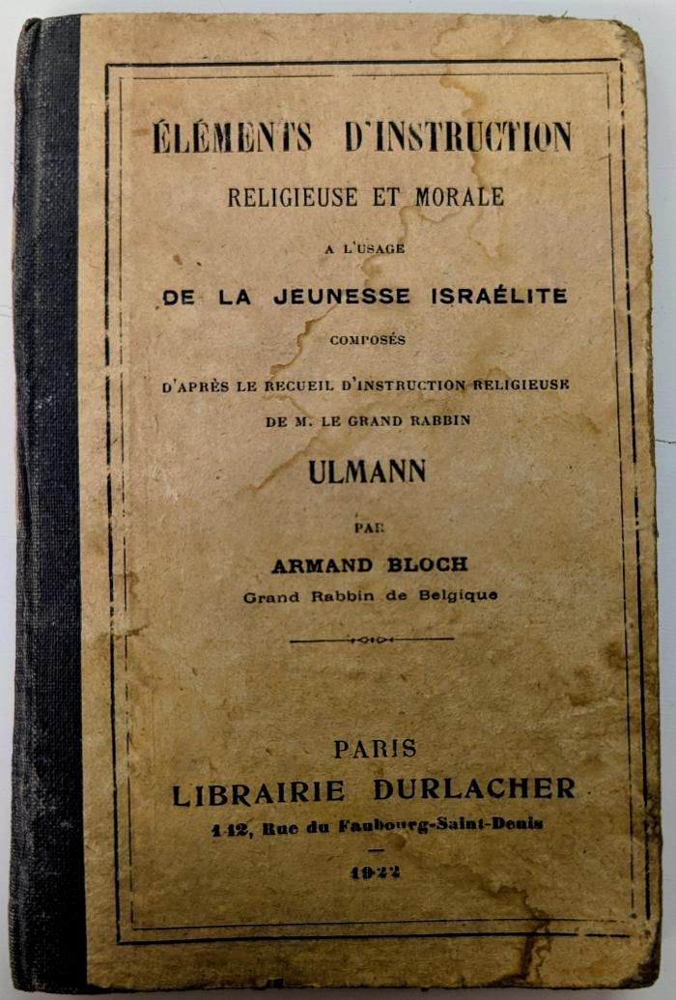 ÉLÉMENTS D'INSTRUCTION
RELIGIEUSE ET MORALE
A L'USAGE
DE LA JEUNESSE ISRAÉLITE
COMPOSÉS
D'APRÈS LE RECUEIL D'INSTRUCTION RELIGIEUSE
DE M. LE GRAND RABBIN
ULMANN
PAR
ARMAND BLOCH
Grand Rabbin de Belgique
PARIS
LIBRAIRIE DURLACHER
142, Rue du Faubourg-Saint-Denis
1922